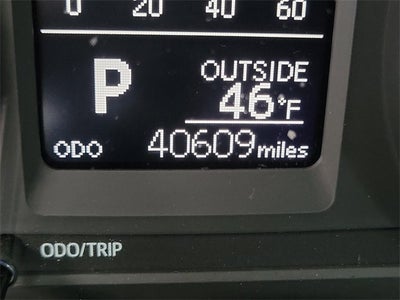 0 20 40 60
P
OUTSIDE
46°F
ODO 40609 miles
ODO/TRIP